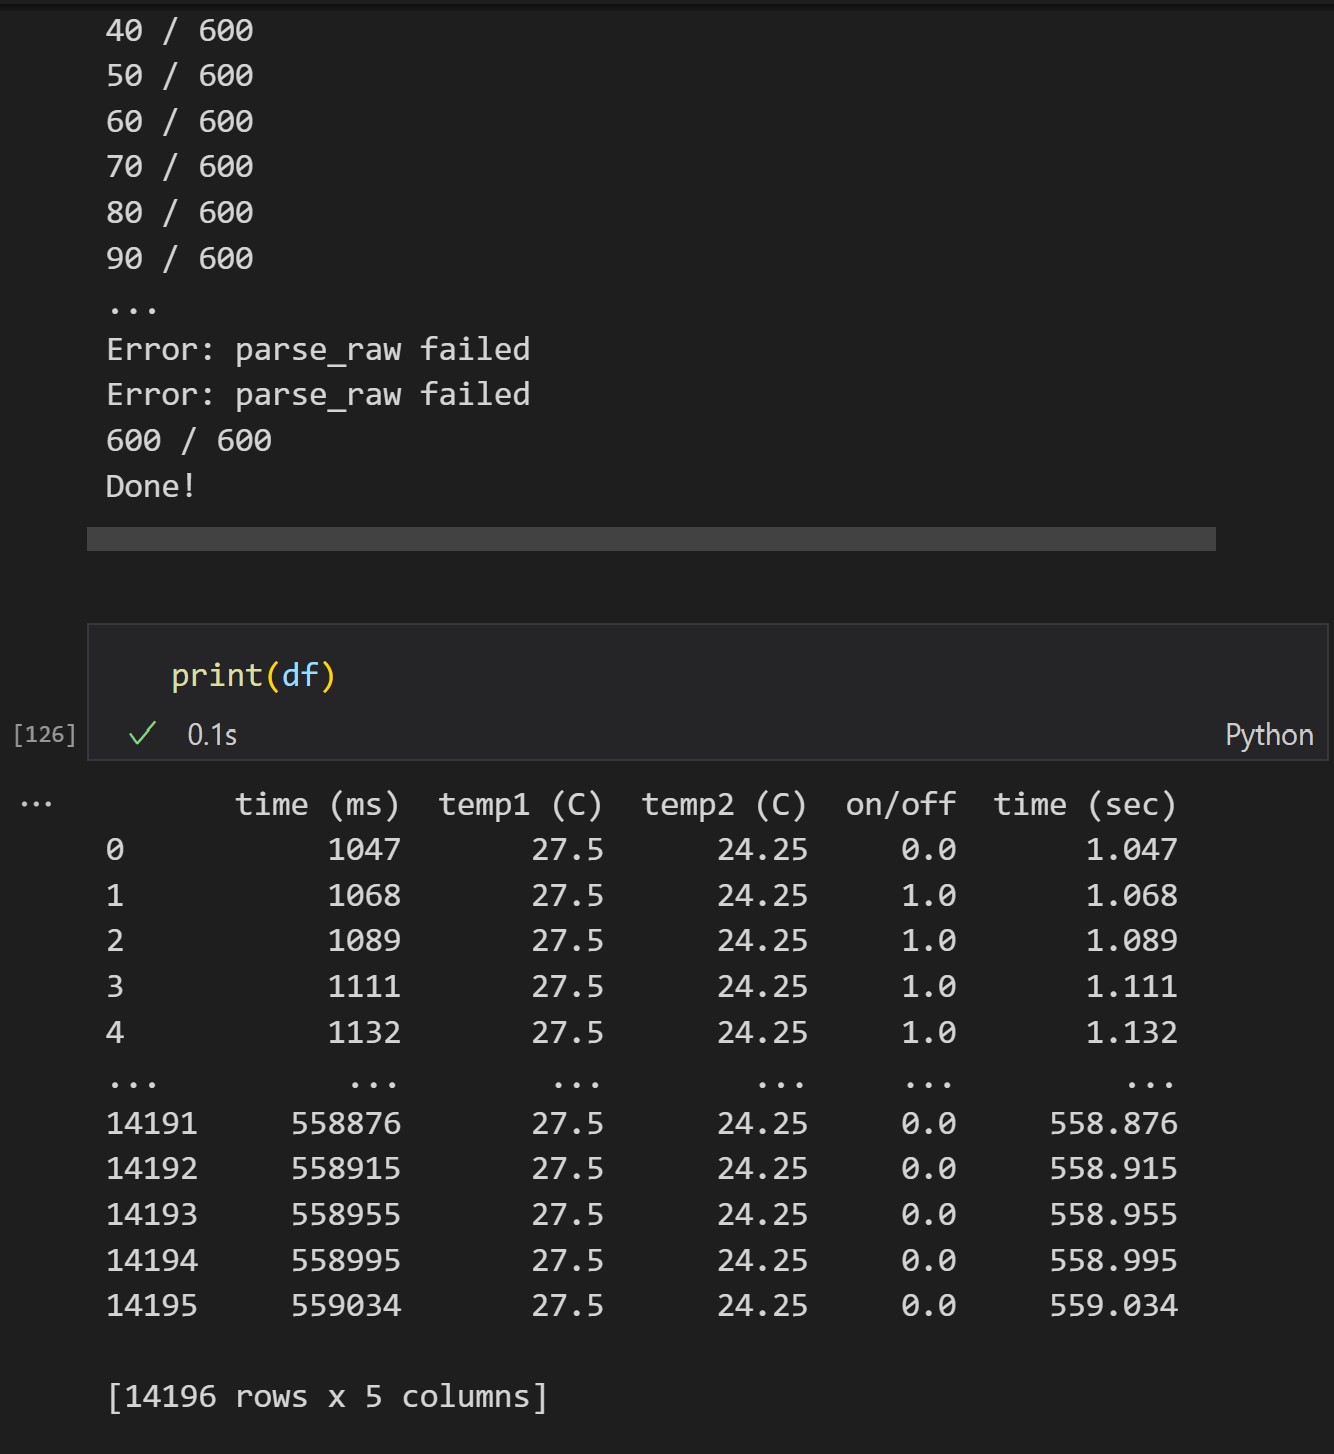 40 / 600
50 / 600
60 / 600
70 / 600
80 / 600
90 / 600
...
Error: parse_raw failed
Error: parse_raw failed
600 / 600
Done!
print(df)
[126] ✓ 0.1s Python
... time (ms) temp1 (C) temp2 (C) on/off time (sec)
0 1047 27.5 24.25 0.0 1.047
1 1068 27.5 24.25 1.0 1.068
2 1089 27.5 24.25 1.0 1.089
3 1111 27.5 24.25 1.0 1.111
4 1132 27.5 24.25 1.0 1.132
... ... ... ... ... ...
14191 558876 27.5 24.25 0.0 558.876
14192 558915 27.5 24.25 0.0 558.915
14193 558955 27.5 24.25 0.0 558.955
14194 558995 27.5 24.25 0.0 558.995
14195 559034 27.5 24.25 0.0 559.034
[14196 rows x 5 columns]